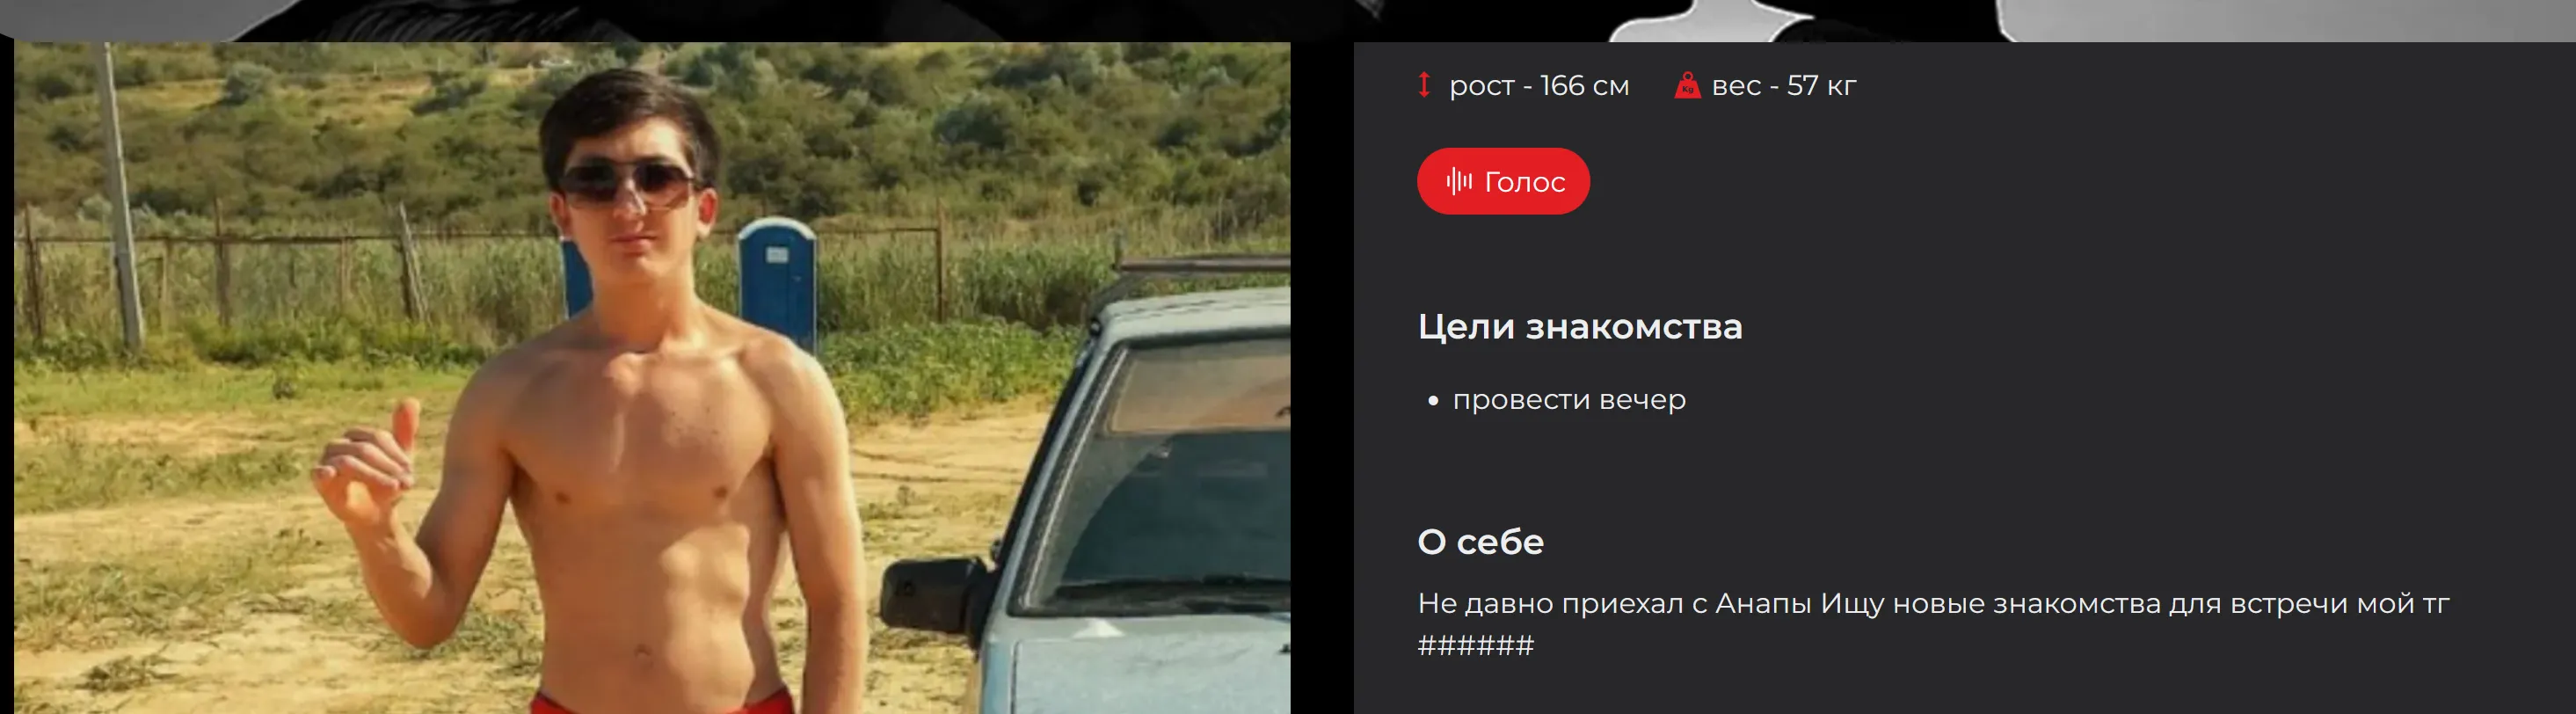 рост - 166 см
вес - 57 кг
Голос
Цели знакомства
• провести вечер
О себе
Не давно приехал с Анапы Ищу новые знакомства для встречи мой тг
######